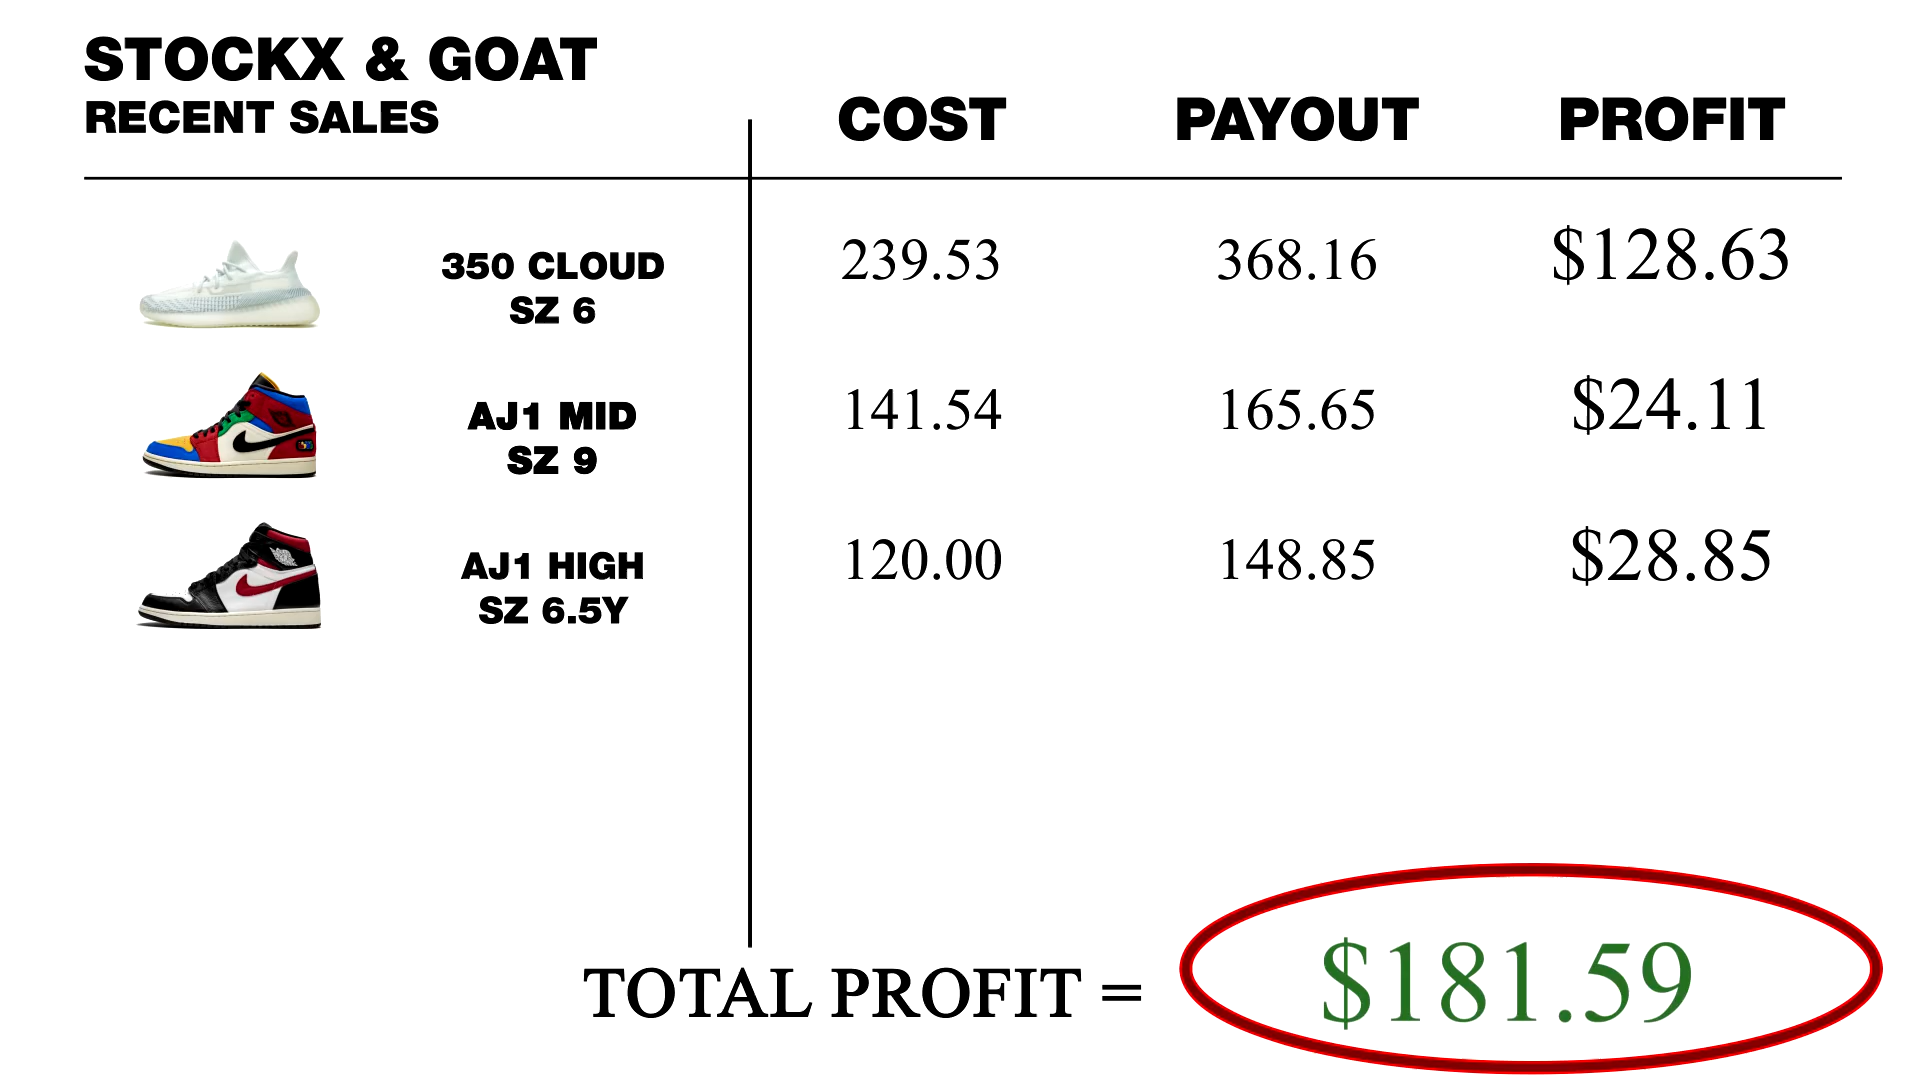 STOCKX & GOAT
RECENT SALES
COST PAYOUT PROFIT
350 CLOUD
SZ 6
239.53 368.16 $128.63
AJ1 MID
SZ 9
141.54 165.65 $24.11
AJ1 HIGH
SZ 6.5Y
120.00 148.85 $28.85
TOTAL PROFIT = $181.59